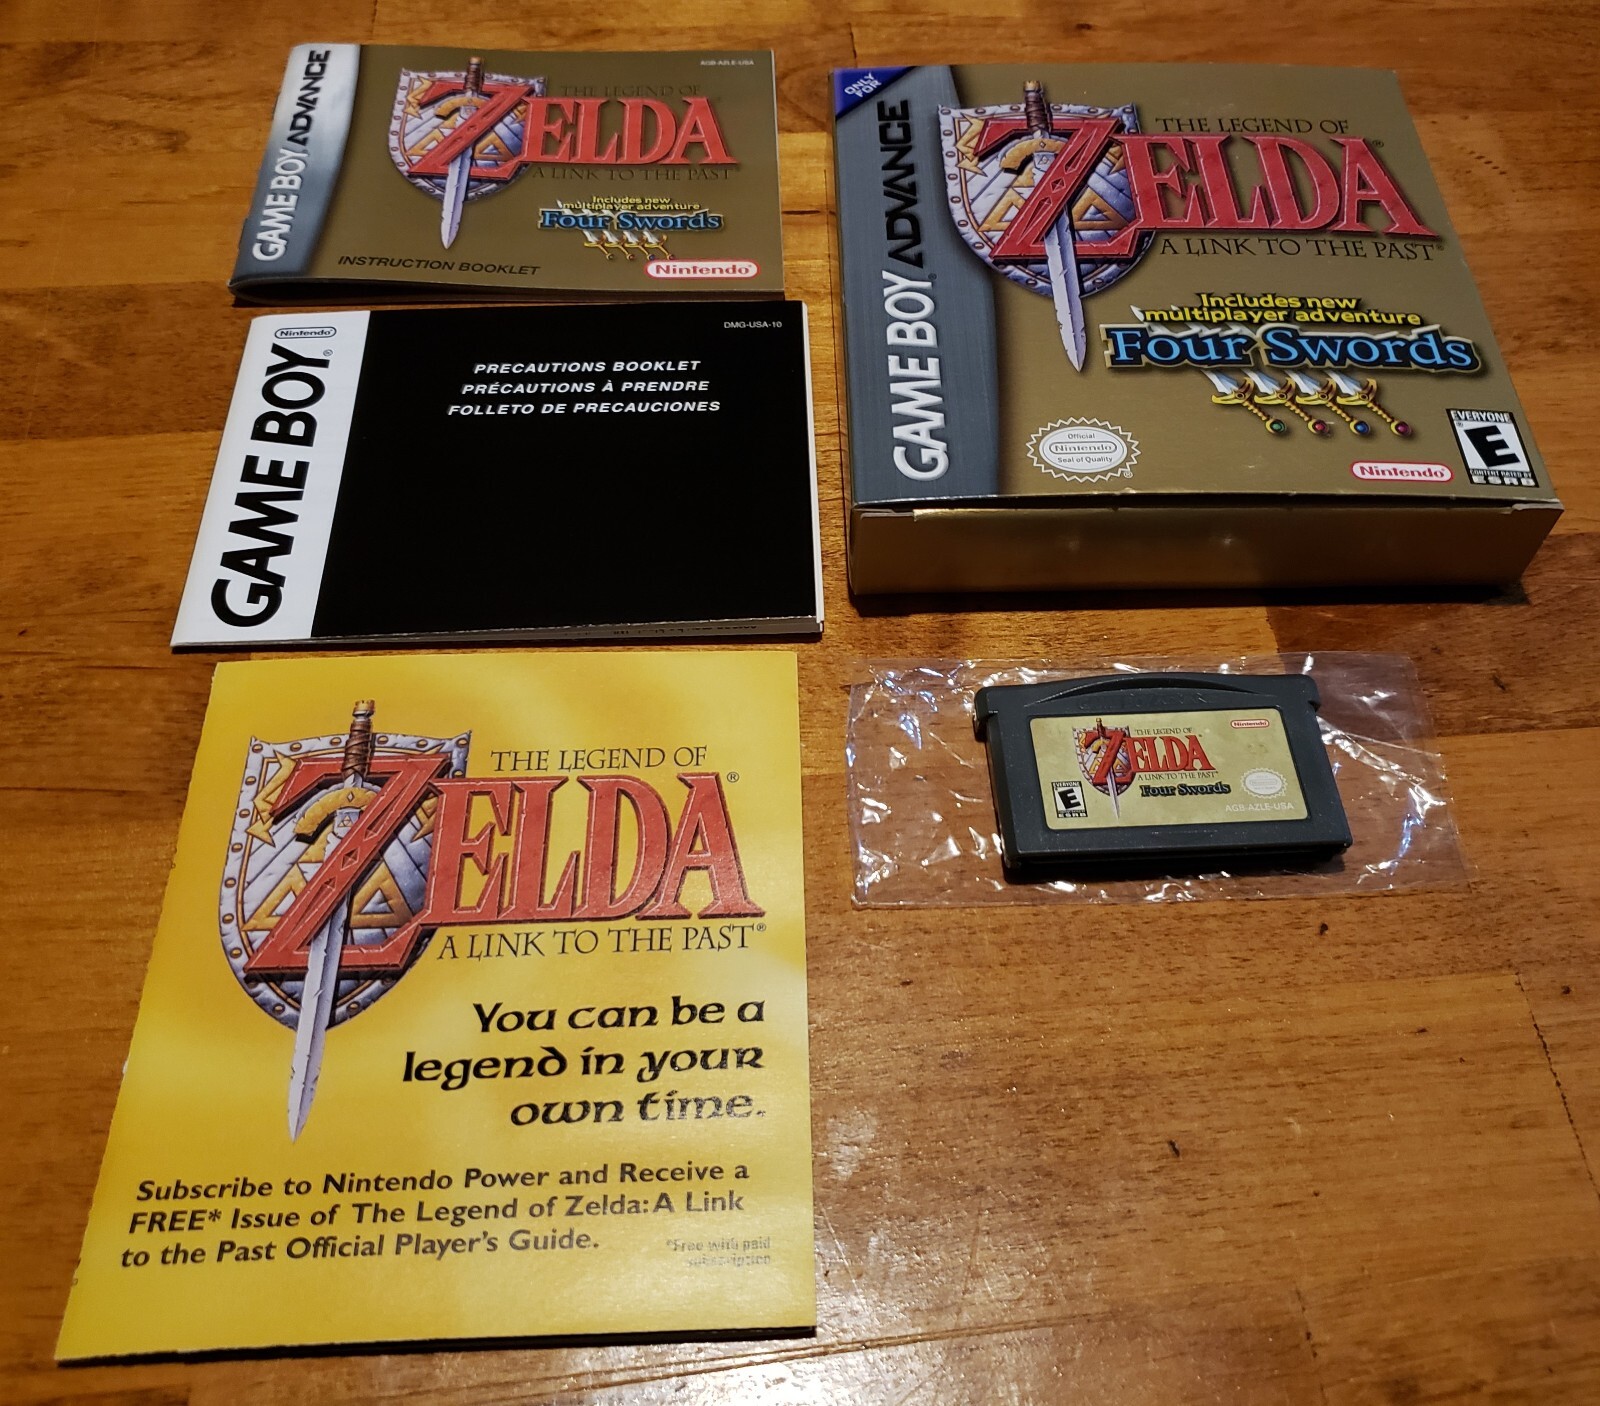 GAME BOY ADVANCE
AGB-AZLE-USA
THE LEGEND OF
ZELDA
A LINK TO THE PAST
Includes new
multiplayer adventure
Four Swords
INSTRUCTION BOOKLET
Nintendo
ONLY
FOR
GAME BOY ADVANCE
THE LEGEND OF
ZELDA®
A LINK TO THE PAST®
Includes new
multiplayer adventure
Four Swords
Official
Nintendo
Seal of Quality
Nintendo®
EVERYONE
E
CONTENT RATED BY
ESRB
Nintendo
GAME BOY®
DMG-USA-10
PRECAUTIONS BOOKLET
PRÉCAUTIONS À PRENDRE
FOLLETO DE PRECAUCIONES
THE LEGEND OF
ZELDA®
A LINK TO THE PAST®
You can be a
legend in your
own time.
Subscribe to Nintendo Power and Receive a
FREE* Issue of The Legend of Zelda: A Link
to the Past Official Player's Guide.
*Free with paid
subscription
Nintendo
THE LEGEND OF
ZELDA
A LINK TO THE PAST®
Four Swords
EVERYONE
E
ESRB
AGB-AZLE-USA